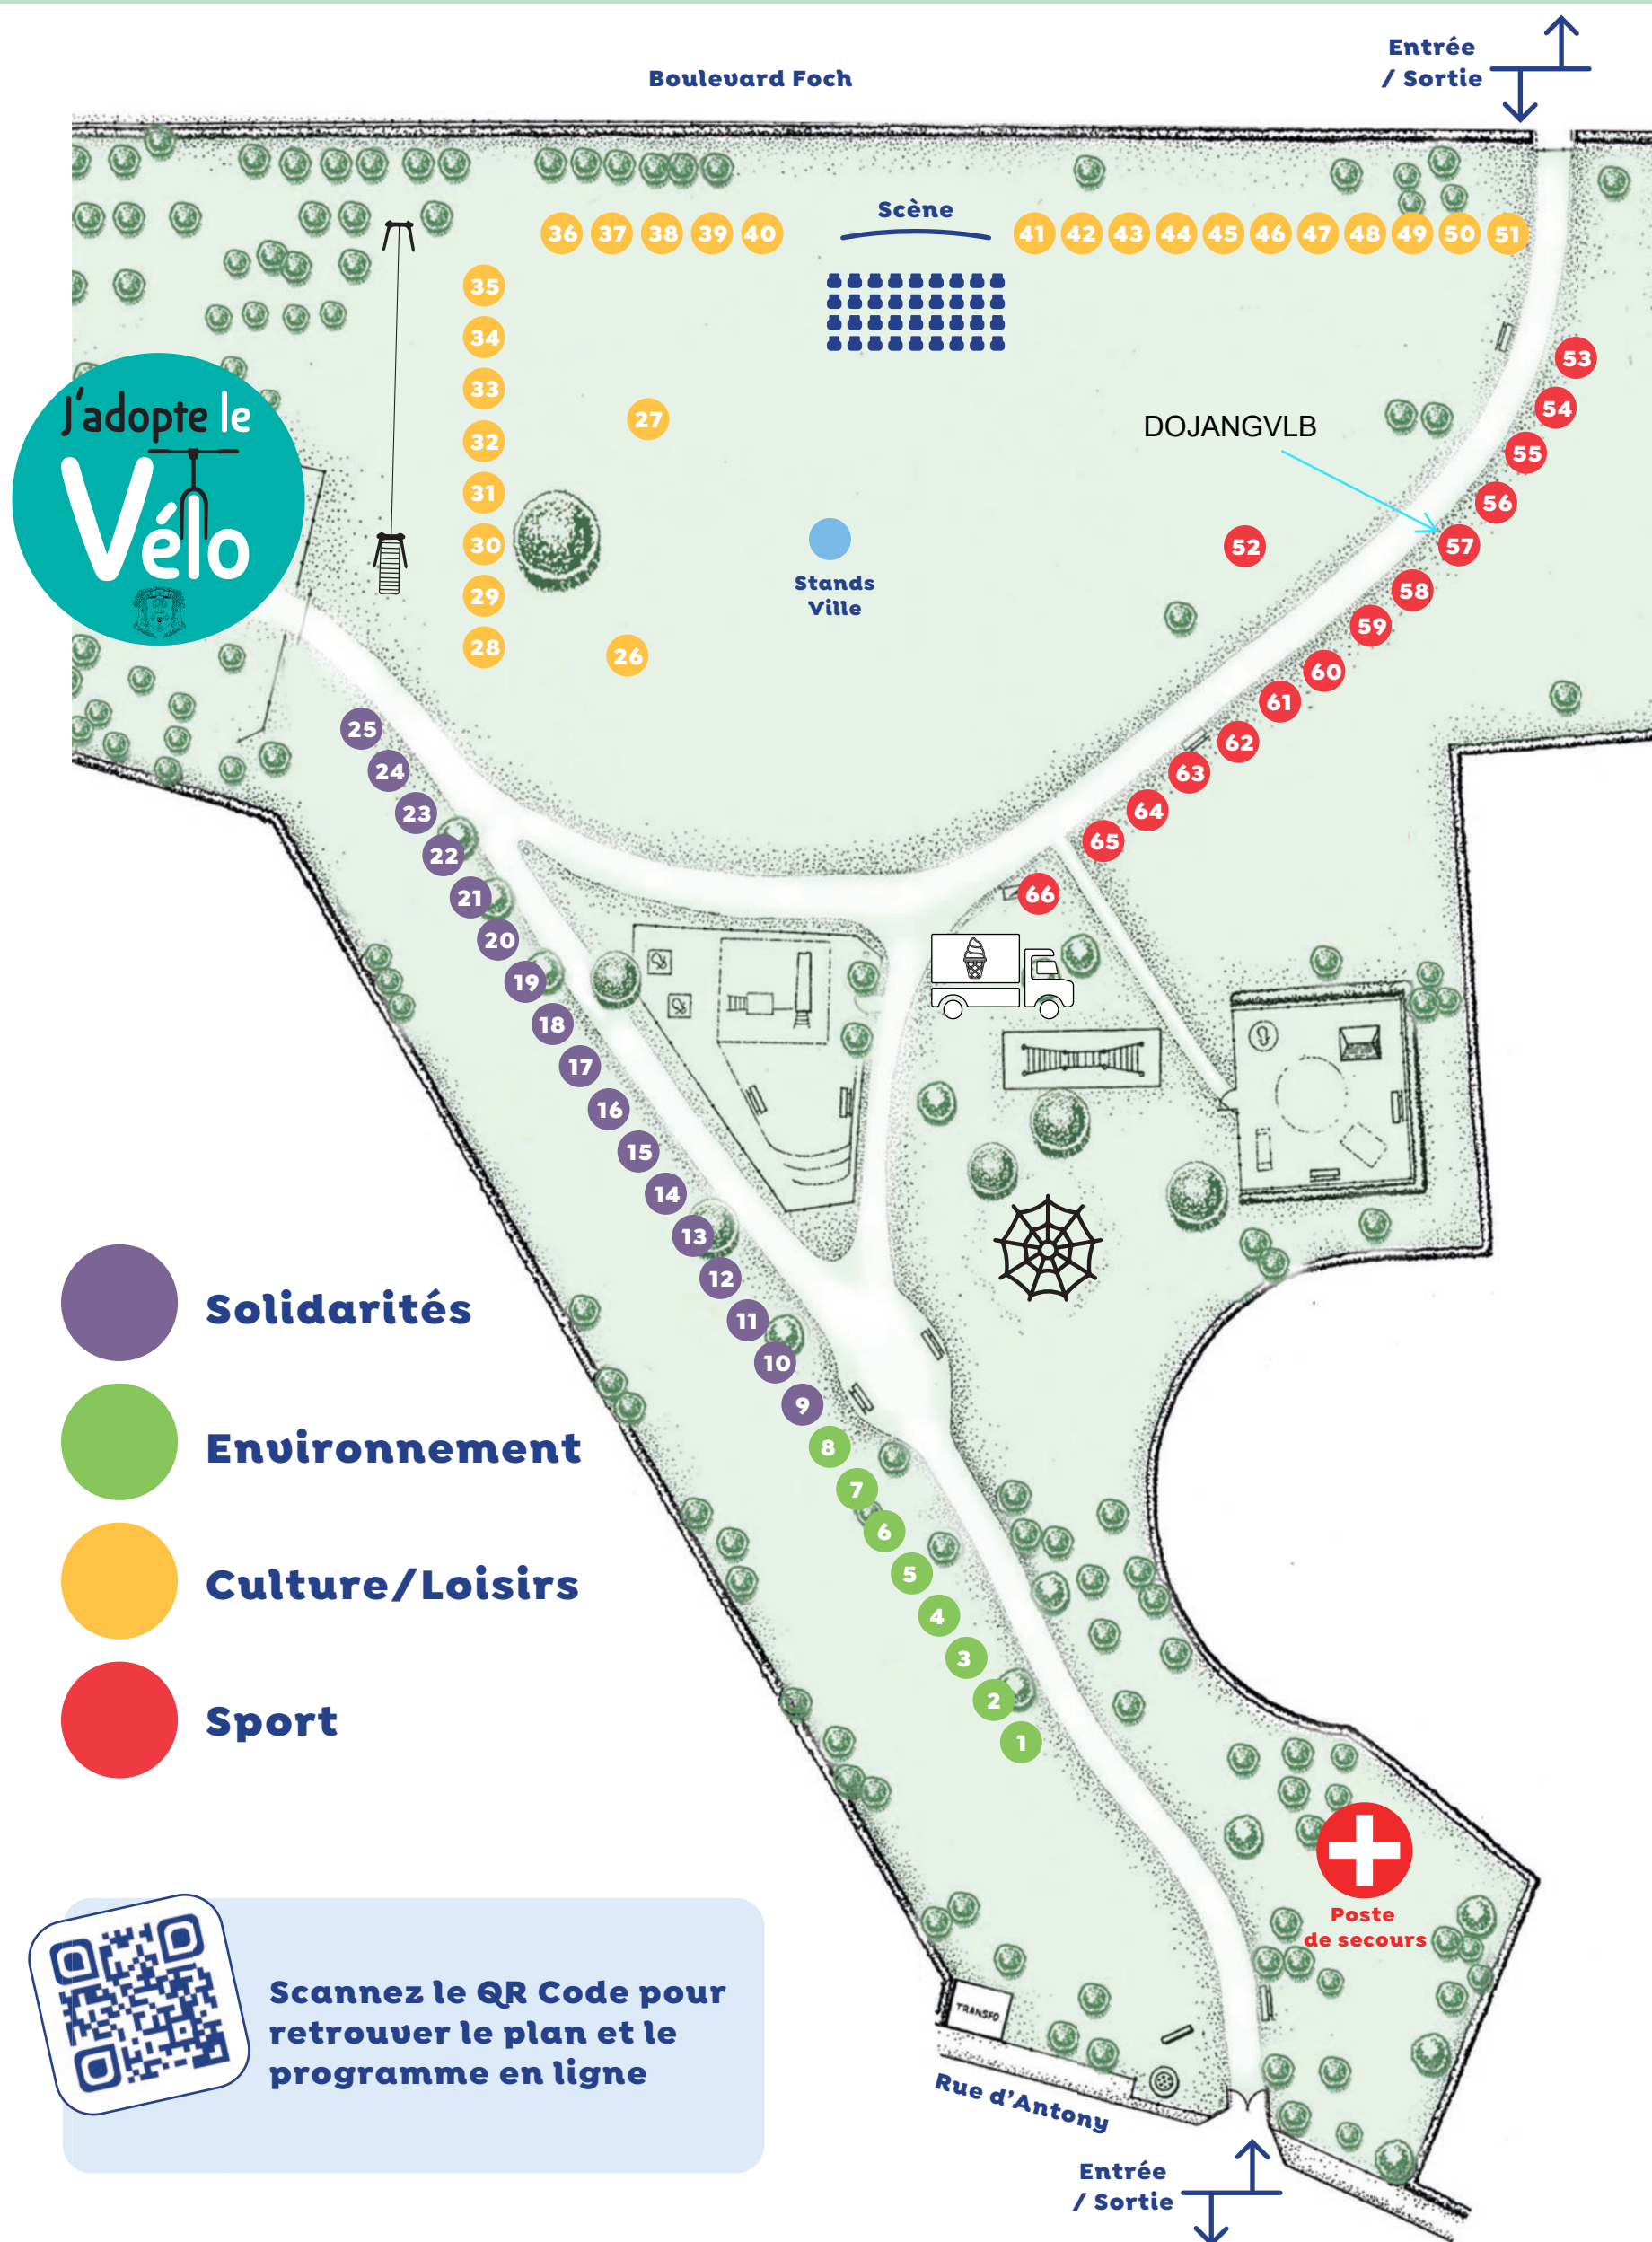 Boulevard Foch
Entrée
/ Sortie
Scène
36 37 38 39 40
41 42 43 44 45 46 47 48 49 50 51
35
34
33
32
31
30
29
28
27
26
J'adopte le
Vélo
Stands
Ville
DOJANGVLB
52
53
54
55
56
57
58
59
60
61
62
63
64
65
66
25
24
23
22
21
20
19
18
17
16
15
14
13
12
11
10
9
8
7
6
5
4
3
2
1
Solidarités
Environnement
Culture/Loisirs
Sport
Poste
de secours
Scannez le QR Code pour
retrouver le plan et le
programme en ligne
TRANSFO
Rue d'Antony
Entrée
/ Sortie